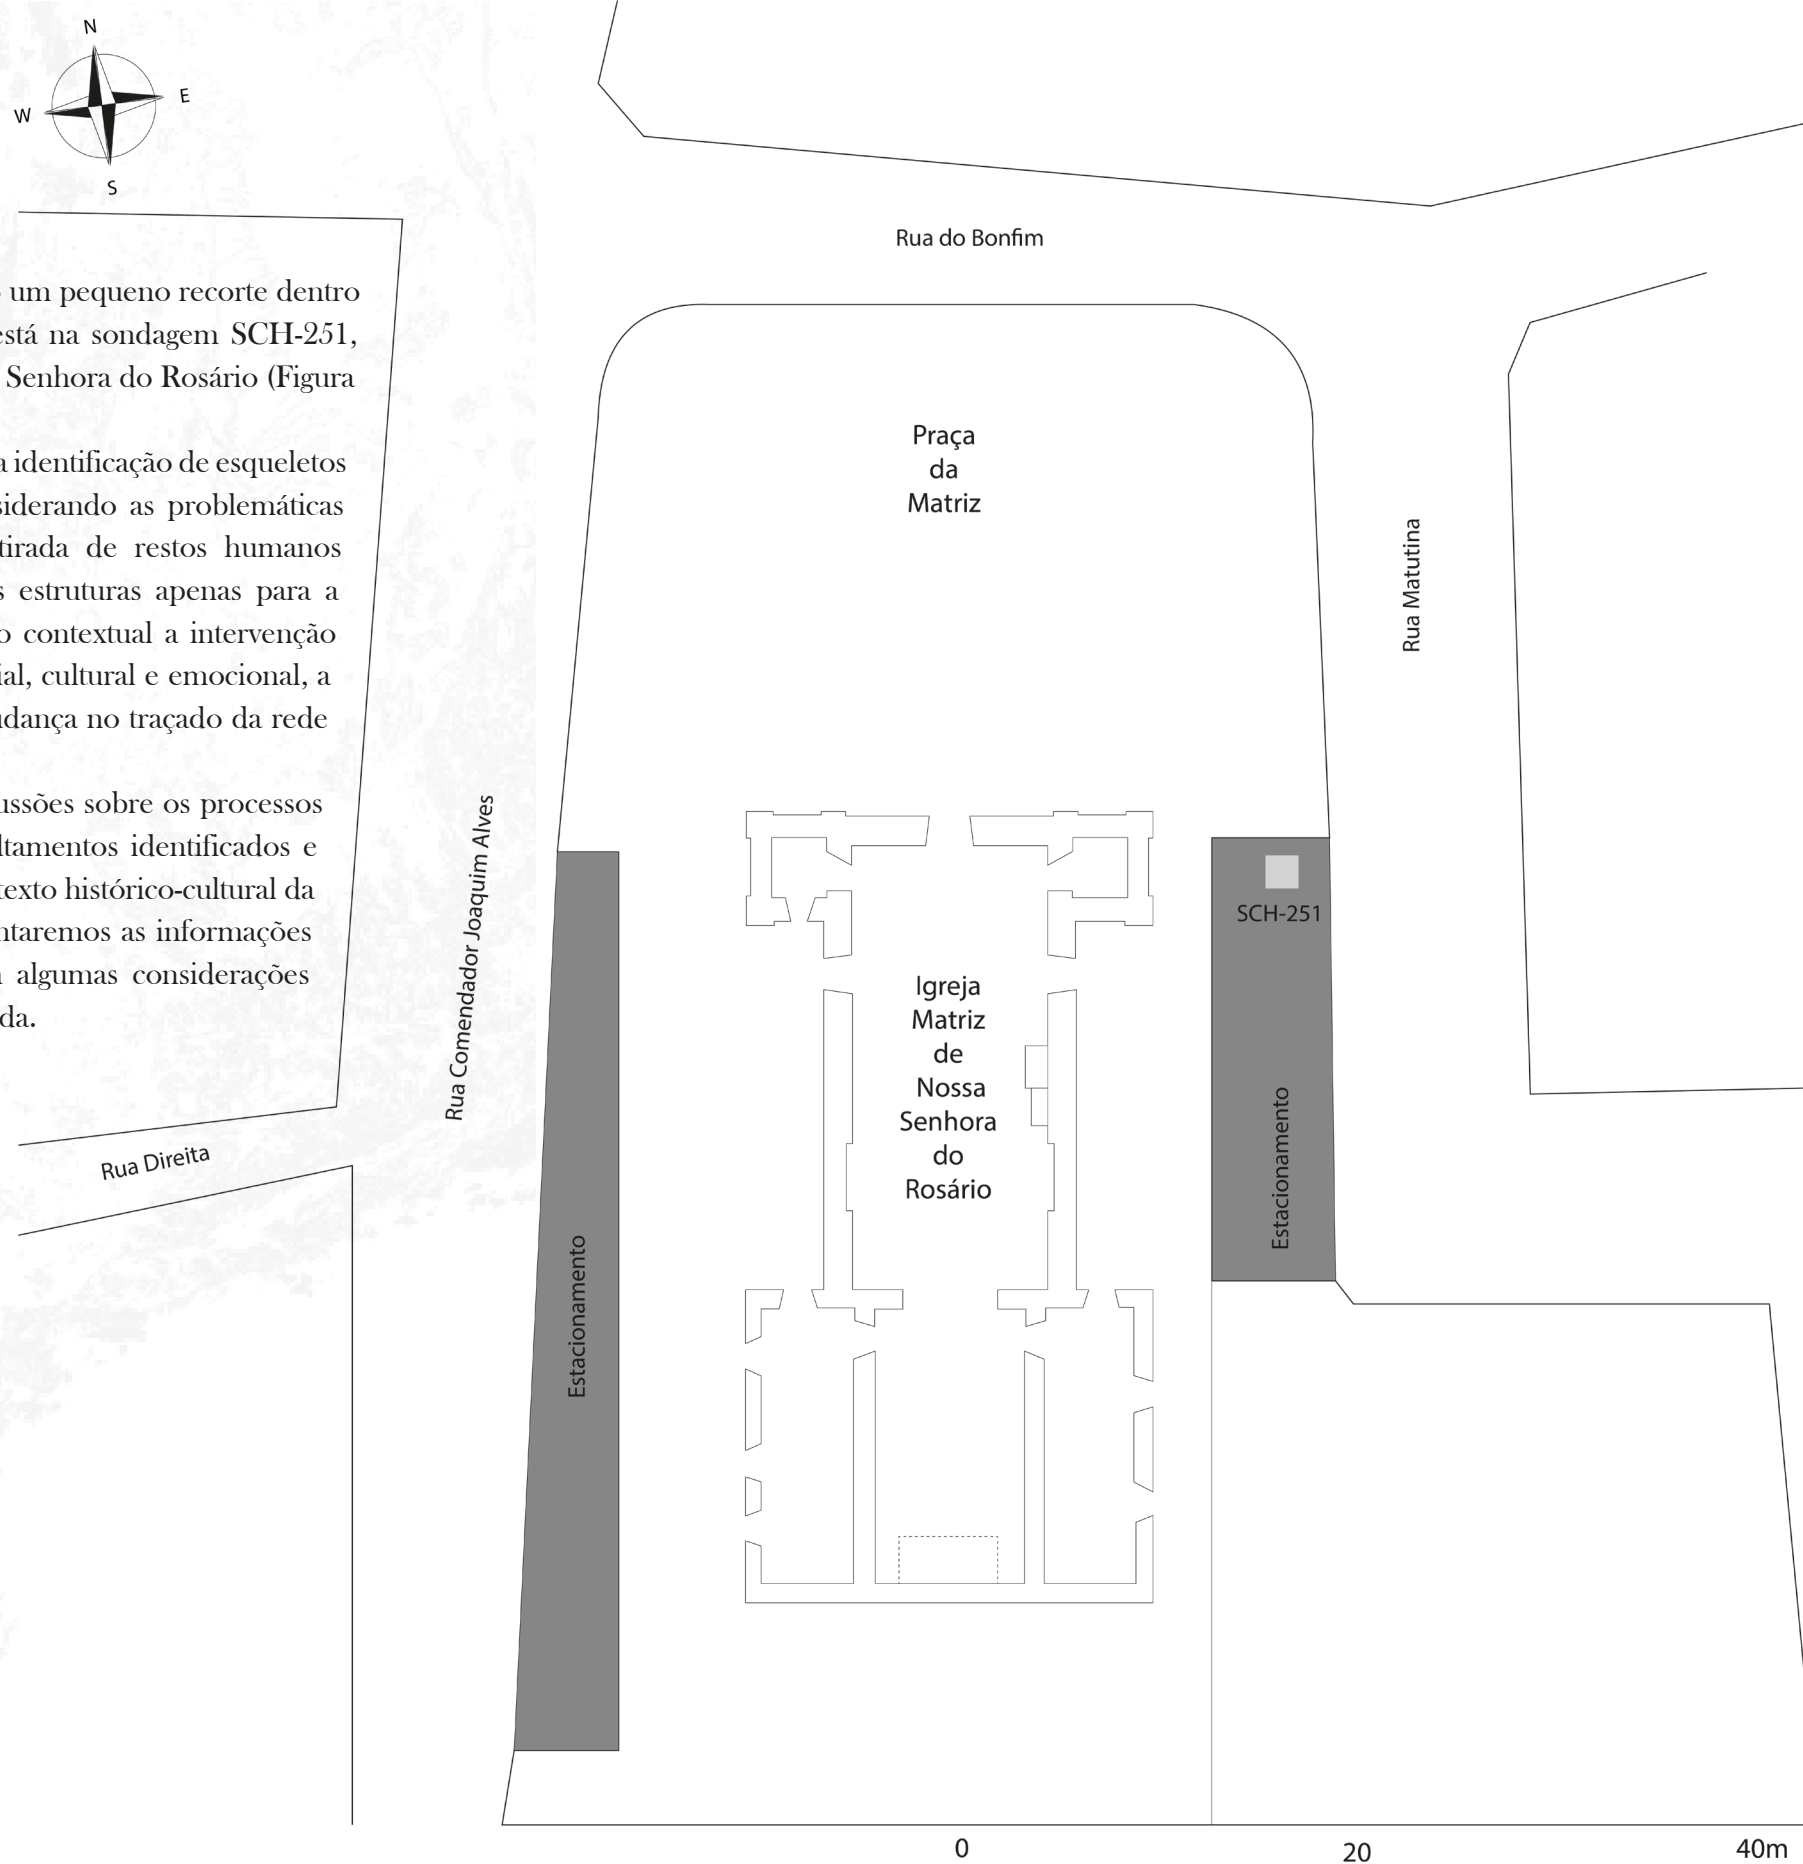 N
W
E
S
Rua do Bonfim
um pequeno recorte dentro
está na sondagem SCH-251,
Senhora do Rosário (Figura
a identificação de esqueletos
siderando as problemáticas
tirada de restos humanos
s estruturas apenas para a
o contextual a intervenção
ial, cultural e emocional, a
udança no traçado da rede
ussões sobre os processos
ltamentos identificados e
texto histórico-cultural da
ntaremos as informações
algumas considerações
da.
Praça
da
Matriz
Rua Matutina
Rua Comendador Joaquim Alves
SCH-251
Igreja
Matriz
de
Nossa
Senhora
do
Rosário
Estacionamento
Rua Direita
Estacionamento
0
20
40m